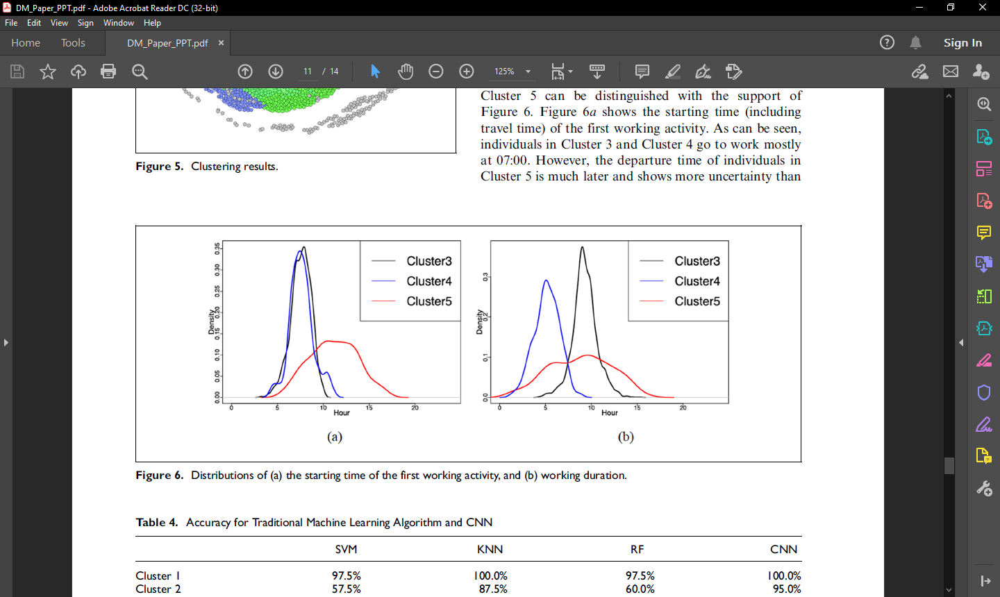 DM_Paper_PPT.pdf - Adobe Acrobat Reader DC (32-bit)
File Edit View Sign Window Help
Home Tools DM_Paper_PPT.pdf × Sign In
11 / 14 125%
Cluster 5 can be distinguished with the support of
Figure 6. Figure 6a shows the starting time (including
travel time) of the first working activity. As can be seen,
individuals in Cluster 3 and Cluster 4 go to work mostly
at 07:00. However, the departure time of individuals in
Cluster 5 is much later and shows more uncertainty than
Figure 5. Clustering results.
Density
0.00 0.05 0.10 0.15 0.20 0.25 0.30 0.35
Cluster3
Cluster4
Cluster5
0 5 10 15 20
Hour
(a)
Density
0.0 0.1 0.2 0.3
Cluster3
Cluster4
Cluster5
0 5 10 15 20
Hour
(b)
Figure 6. Distributions of (a) the starting time of the first working activity, and (b) working duration.
Table 4. Accuracy for Traditional Machine Learning Algorithm and CNN
SVM KNN RF CNN
Cluster 1 97.5% 100.0% 97.5% 100.0%
Cluster 2 57.5% 87.5% 60.0% 95.0%